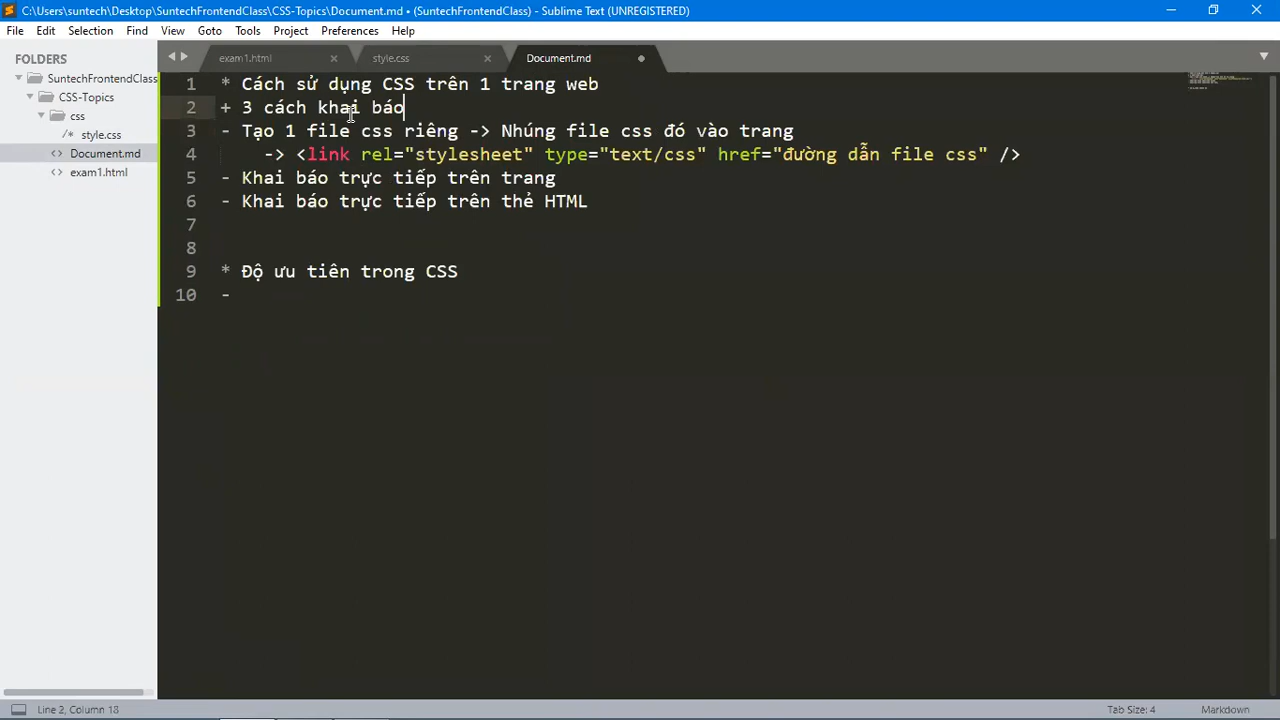 C:\Users\suntech\Desktop\SuntechFrontendClass\CSS-Topics\Document.md • (SuntechFrontendClass) - Sublime Text (UNREGISTERED)
File Edit Selection Find View Goto Tools Project Preferences Help
FOLDERS
SuntechFrontendClass
CSS-Topics
css
/* style.css
<> Document.md
<> exam1.html
exam1.html style.css Document.md
1 * Cách sử dụng CSS trên 1 trang web
2 + 3 cách khai báo
3 - Tạo 1 file css riêng -> Nhúng file css đó vào trang
4 -> <link rel="stylesheet" type="text/css" href="đường dẫn file css" />
5 - Khai báo trực tiếp trên trang
6 - Khai báo trực tiếp trên thẻ HTML
7
8
9 * Độ ưu tiên trong CSS
10 -
Line 2, Column 18 Tab Size: 4 Markdown